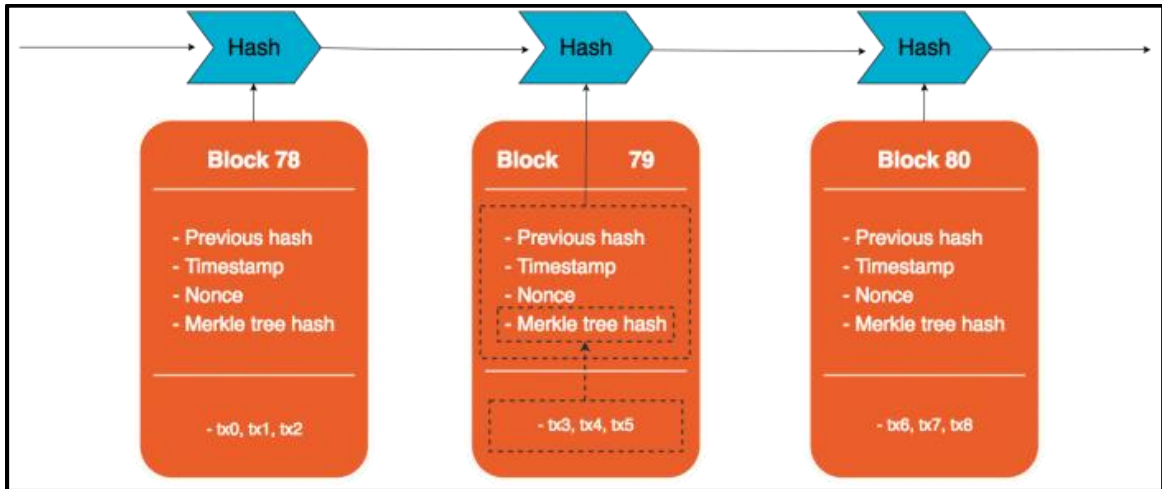 Hash
Hash
Hash
Block 78
- Previous hash
- Timestamp
- Nonce
- Merkle tree hash
- tx0, tx1, tx2
Block 79
- Previous hash
- Timestamp
- Nonce
- Merkle tree hash
- tx3, tx4, tx5
Block 80
- Previous hash
- Timestamp
- Nonce
- Merkle tree hash
- tx6, tx7, tx8